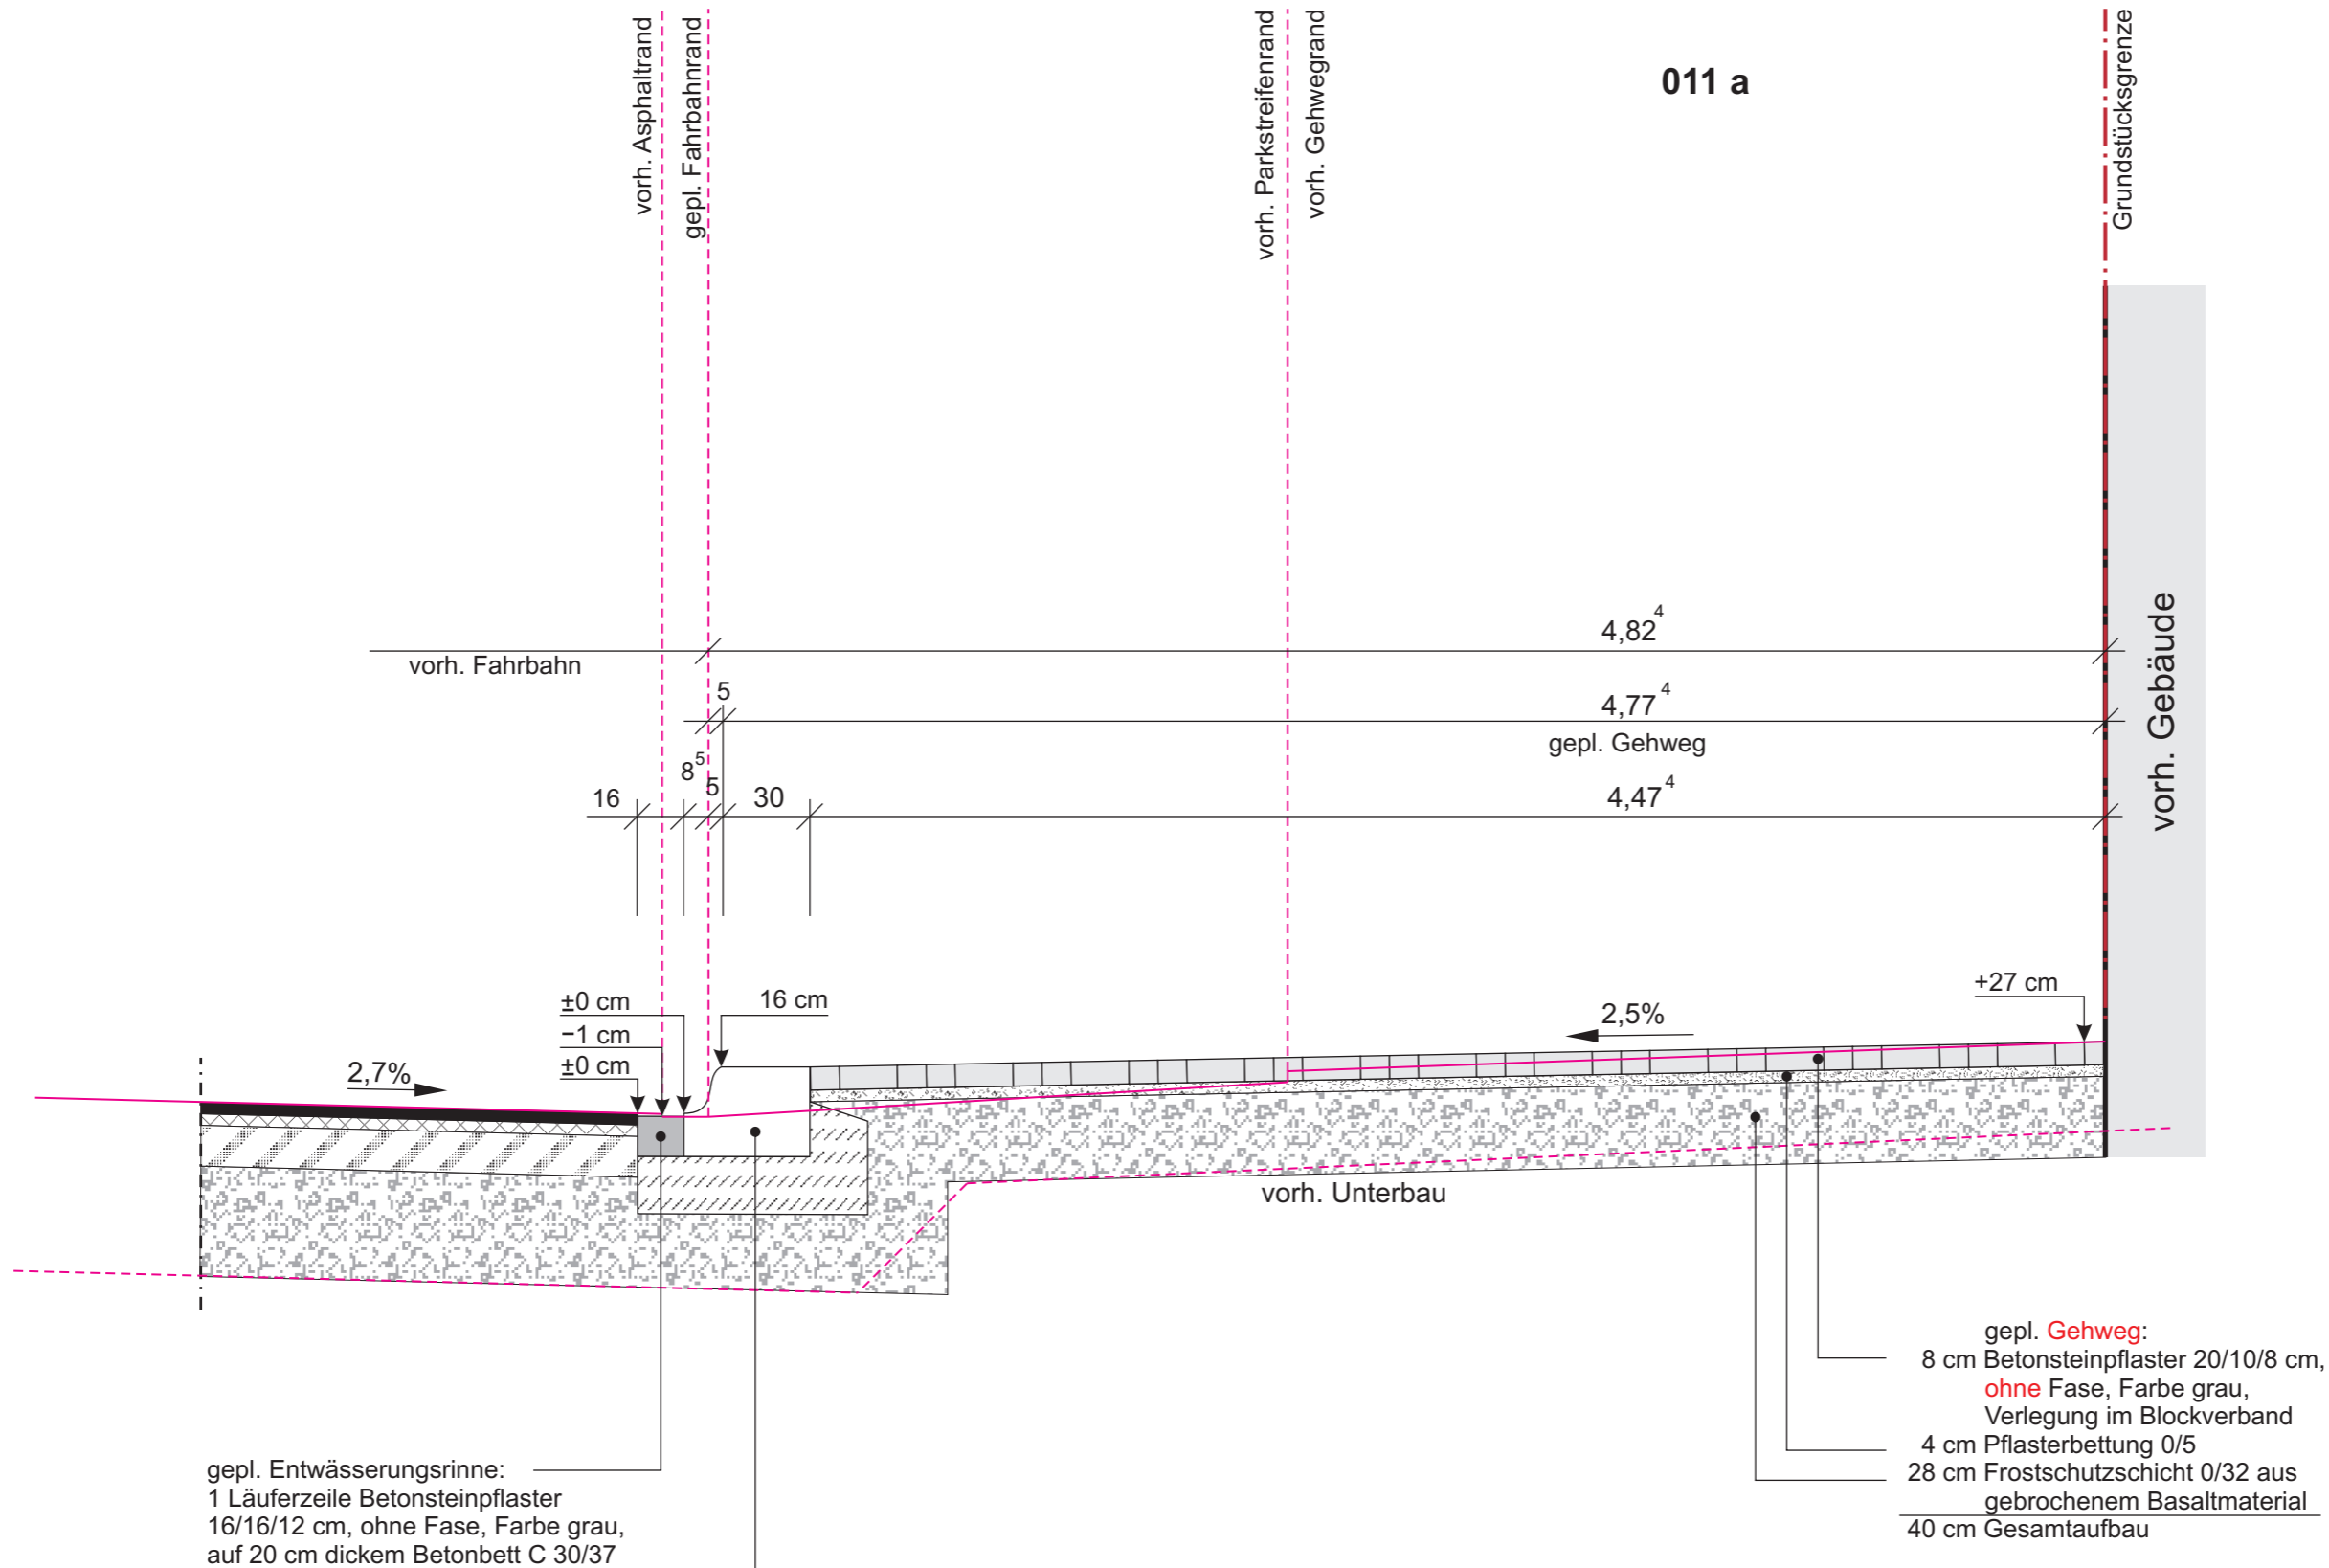 vorh. Asphaltrand
gepl. Fahrbahnrand
vorh. Parkstreifenrand
vorh. Gehwegrand
011 a
Grundstücksgrenze
4,82⁴
vorh. Fahrbahn
5
4,77⁴
gepl. Gehweg
16
8⁵
5
30
4,47⁴
vorh. Gebäude
±0 cm
−1 cm
±0 cm
16 cm
+27 cm
2,7%
2,5%
vorh. Unterbau
gepl. Gehweg:
8 cm Betonsteinpflaster 20/10/8 cm,
ohne Fase, Farbe grau,
Verlegung im Blockverband
4 cm Pflasterbettung 0/5
28 cm Frostschutzschicht 0/32 aus
gebrochenem Basaltmaterial
40 cm Gesamtaufbau
gepl. Entwässerungsrinne:
1 Läuferzeile Betonsteinpflaster
16/16/12 cm, ohne Fase, Farbe grau,
auf 20 cm dickem Betonbett C 30/37